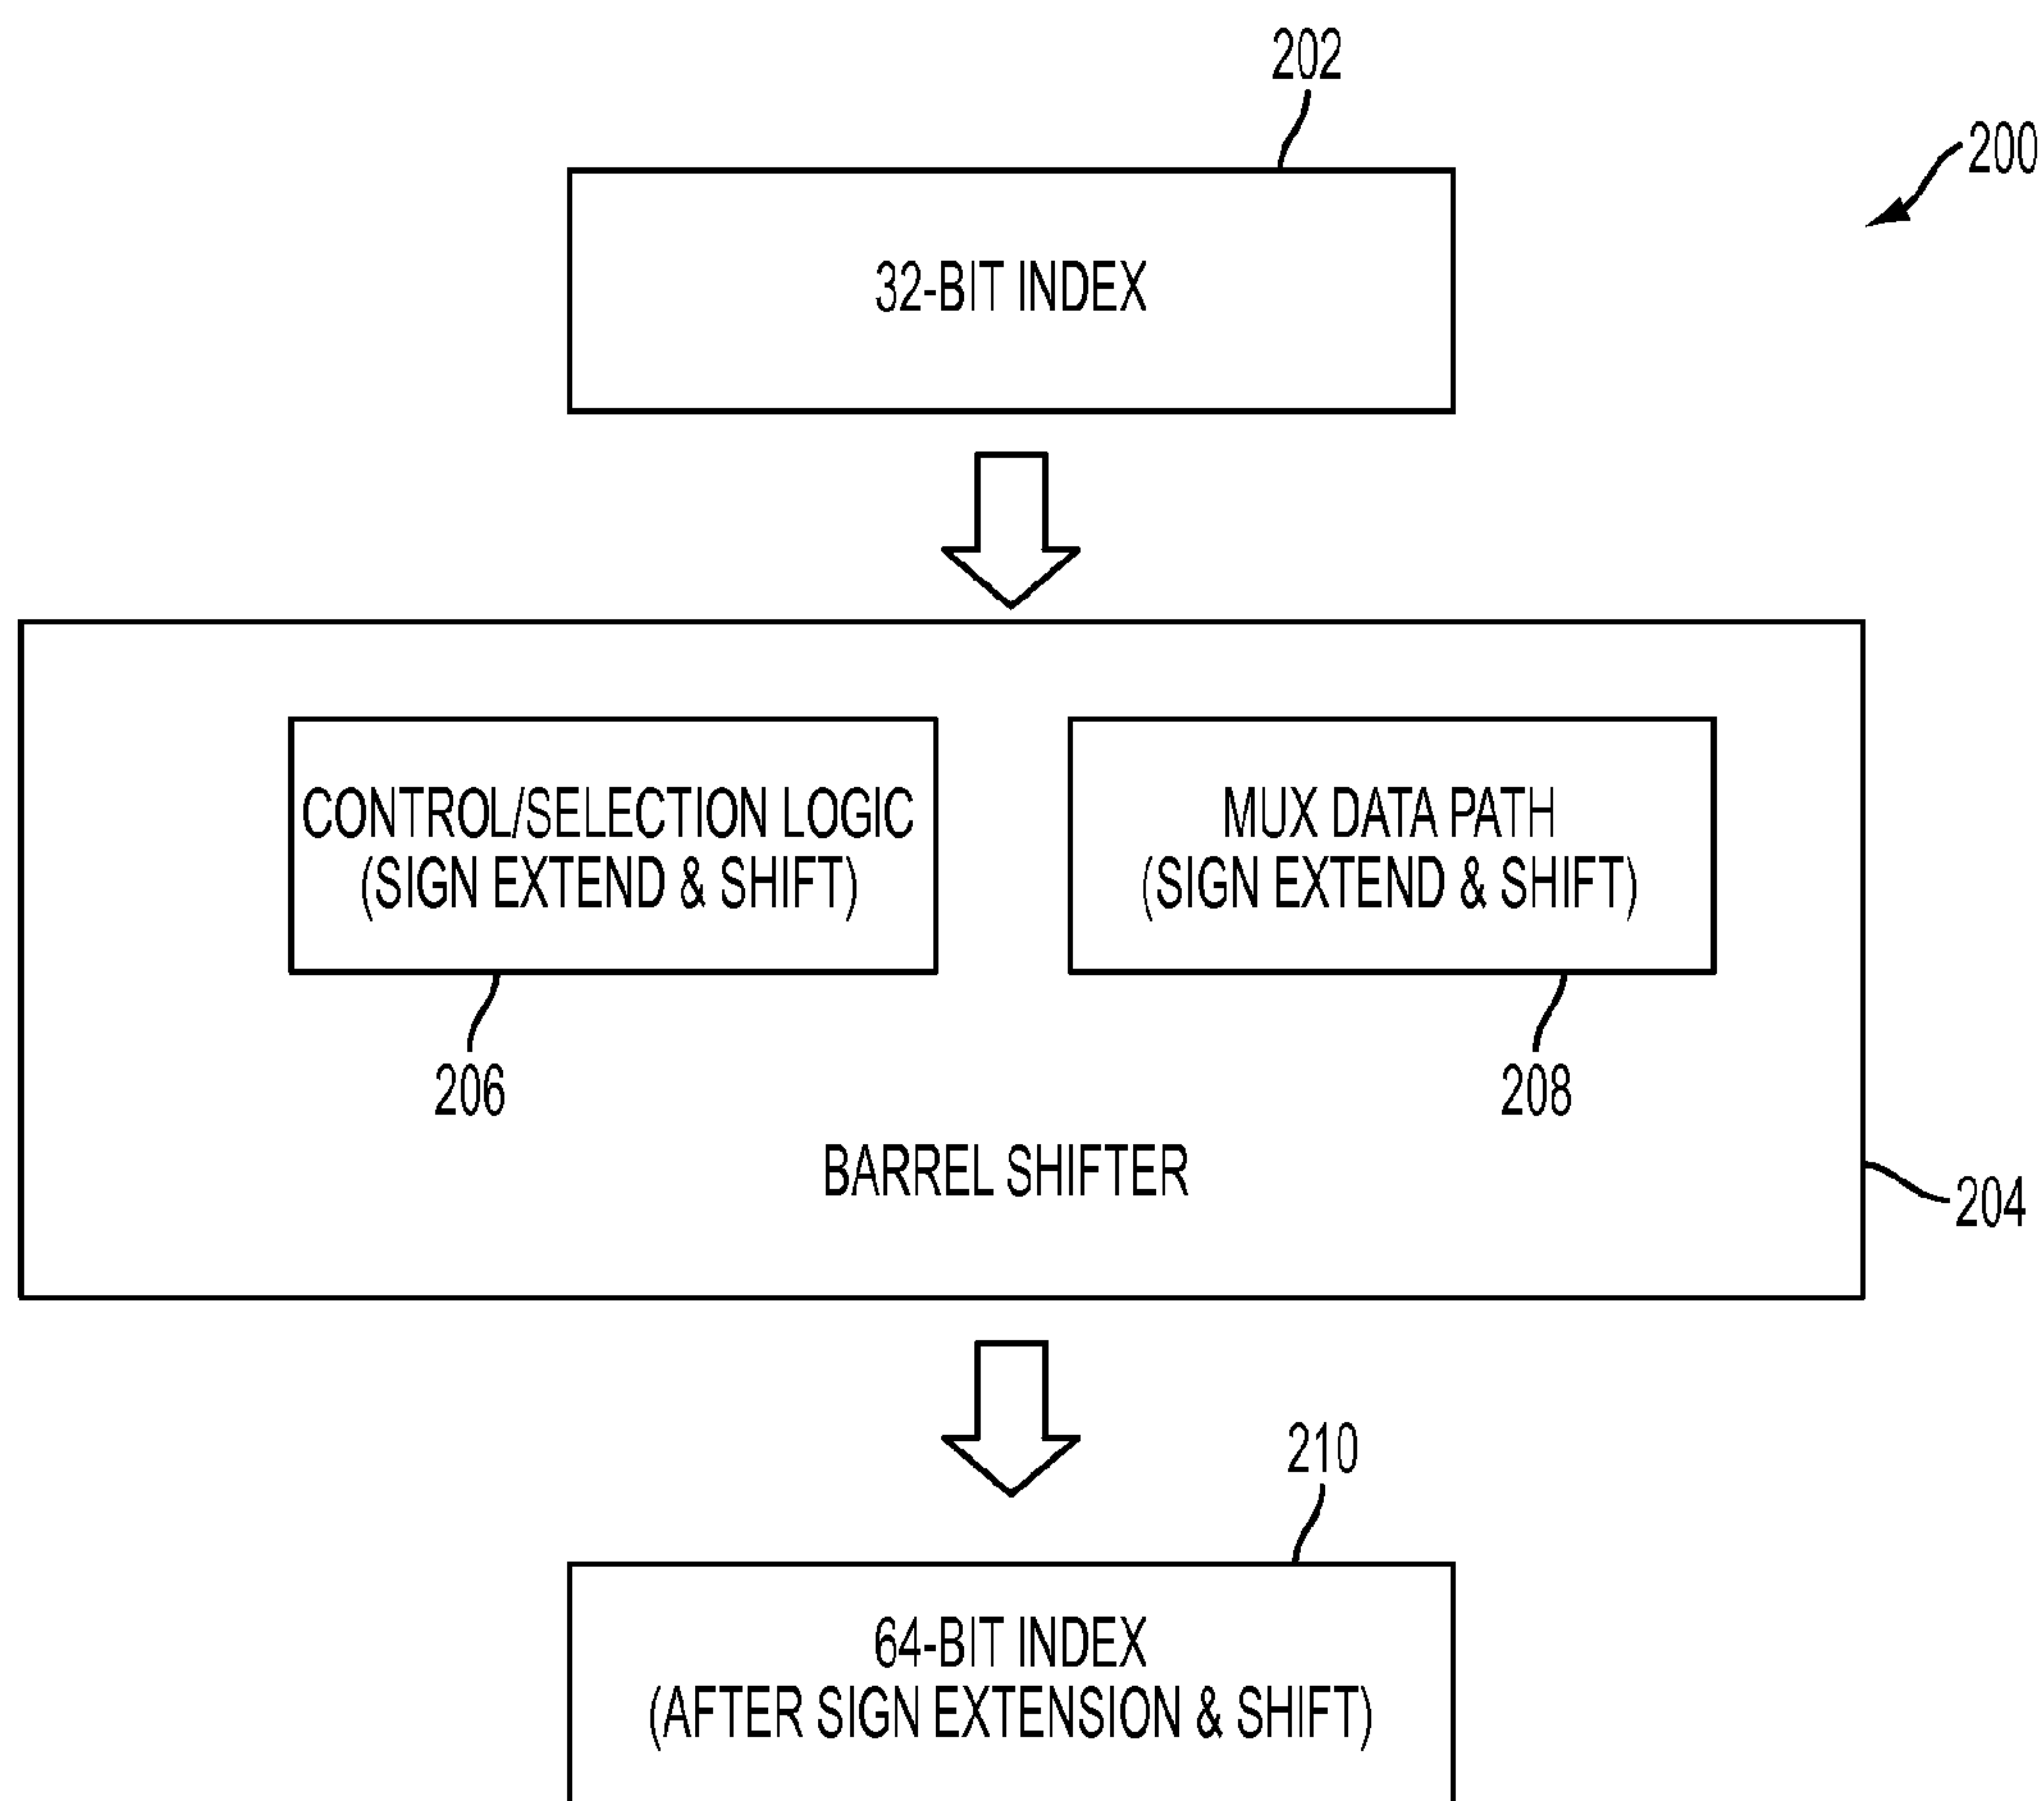 202
200
32-BIT INDEX
CONTROL/SELECTION LOGIC
(SIGN EXTEND & SHIFT)
MUX DATA PATH
(SIGN EXTEND & SHIFT)
206
208
BARREL SHIFTER
204
210
64-BIT INDEX
(AFTER SIGN EXTENSION & SHIFT)